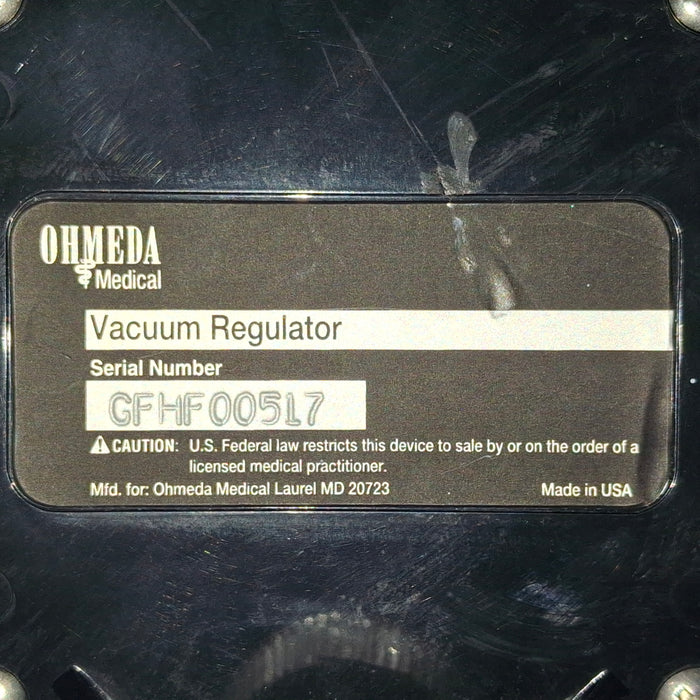 OHMEDA
Medical
Vacuum Regulator
Serial Number
GFHF00517
CAUTION: U.S. Federal law restricts this device to sale by or on the order of a
licensed medical practitioner.
Mfd. for: Ohmeda Medical Laurel MD 20723 Made in USA